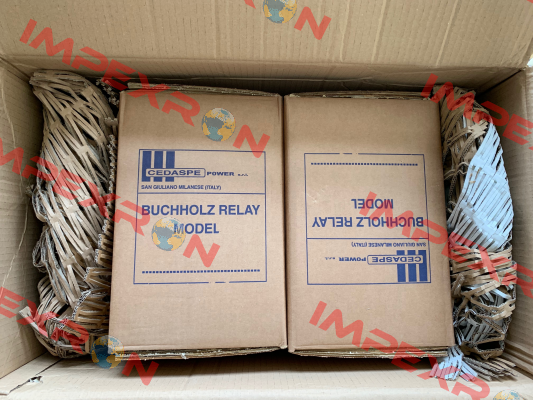 IMPEXRON
CEDASPE POWER
SAN GIULIANO MILANESE (ITALY)
BUCHHOLZ RELAY
MODEL
CEDASPE POWER
SAN GIULIANO MILANESE (ITALY)
BUCHHOLZ RELAY
MODEL
IMPEXRON
IMPEXRON